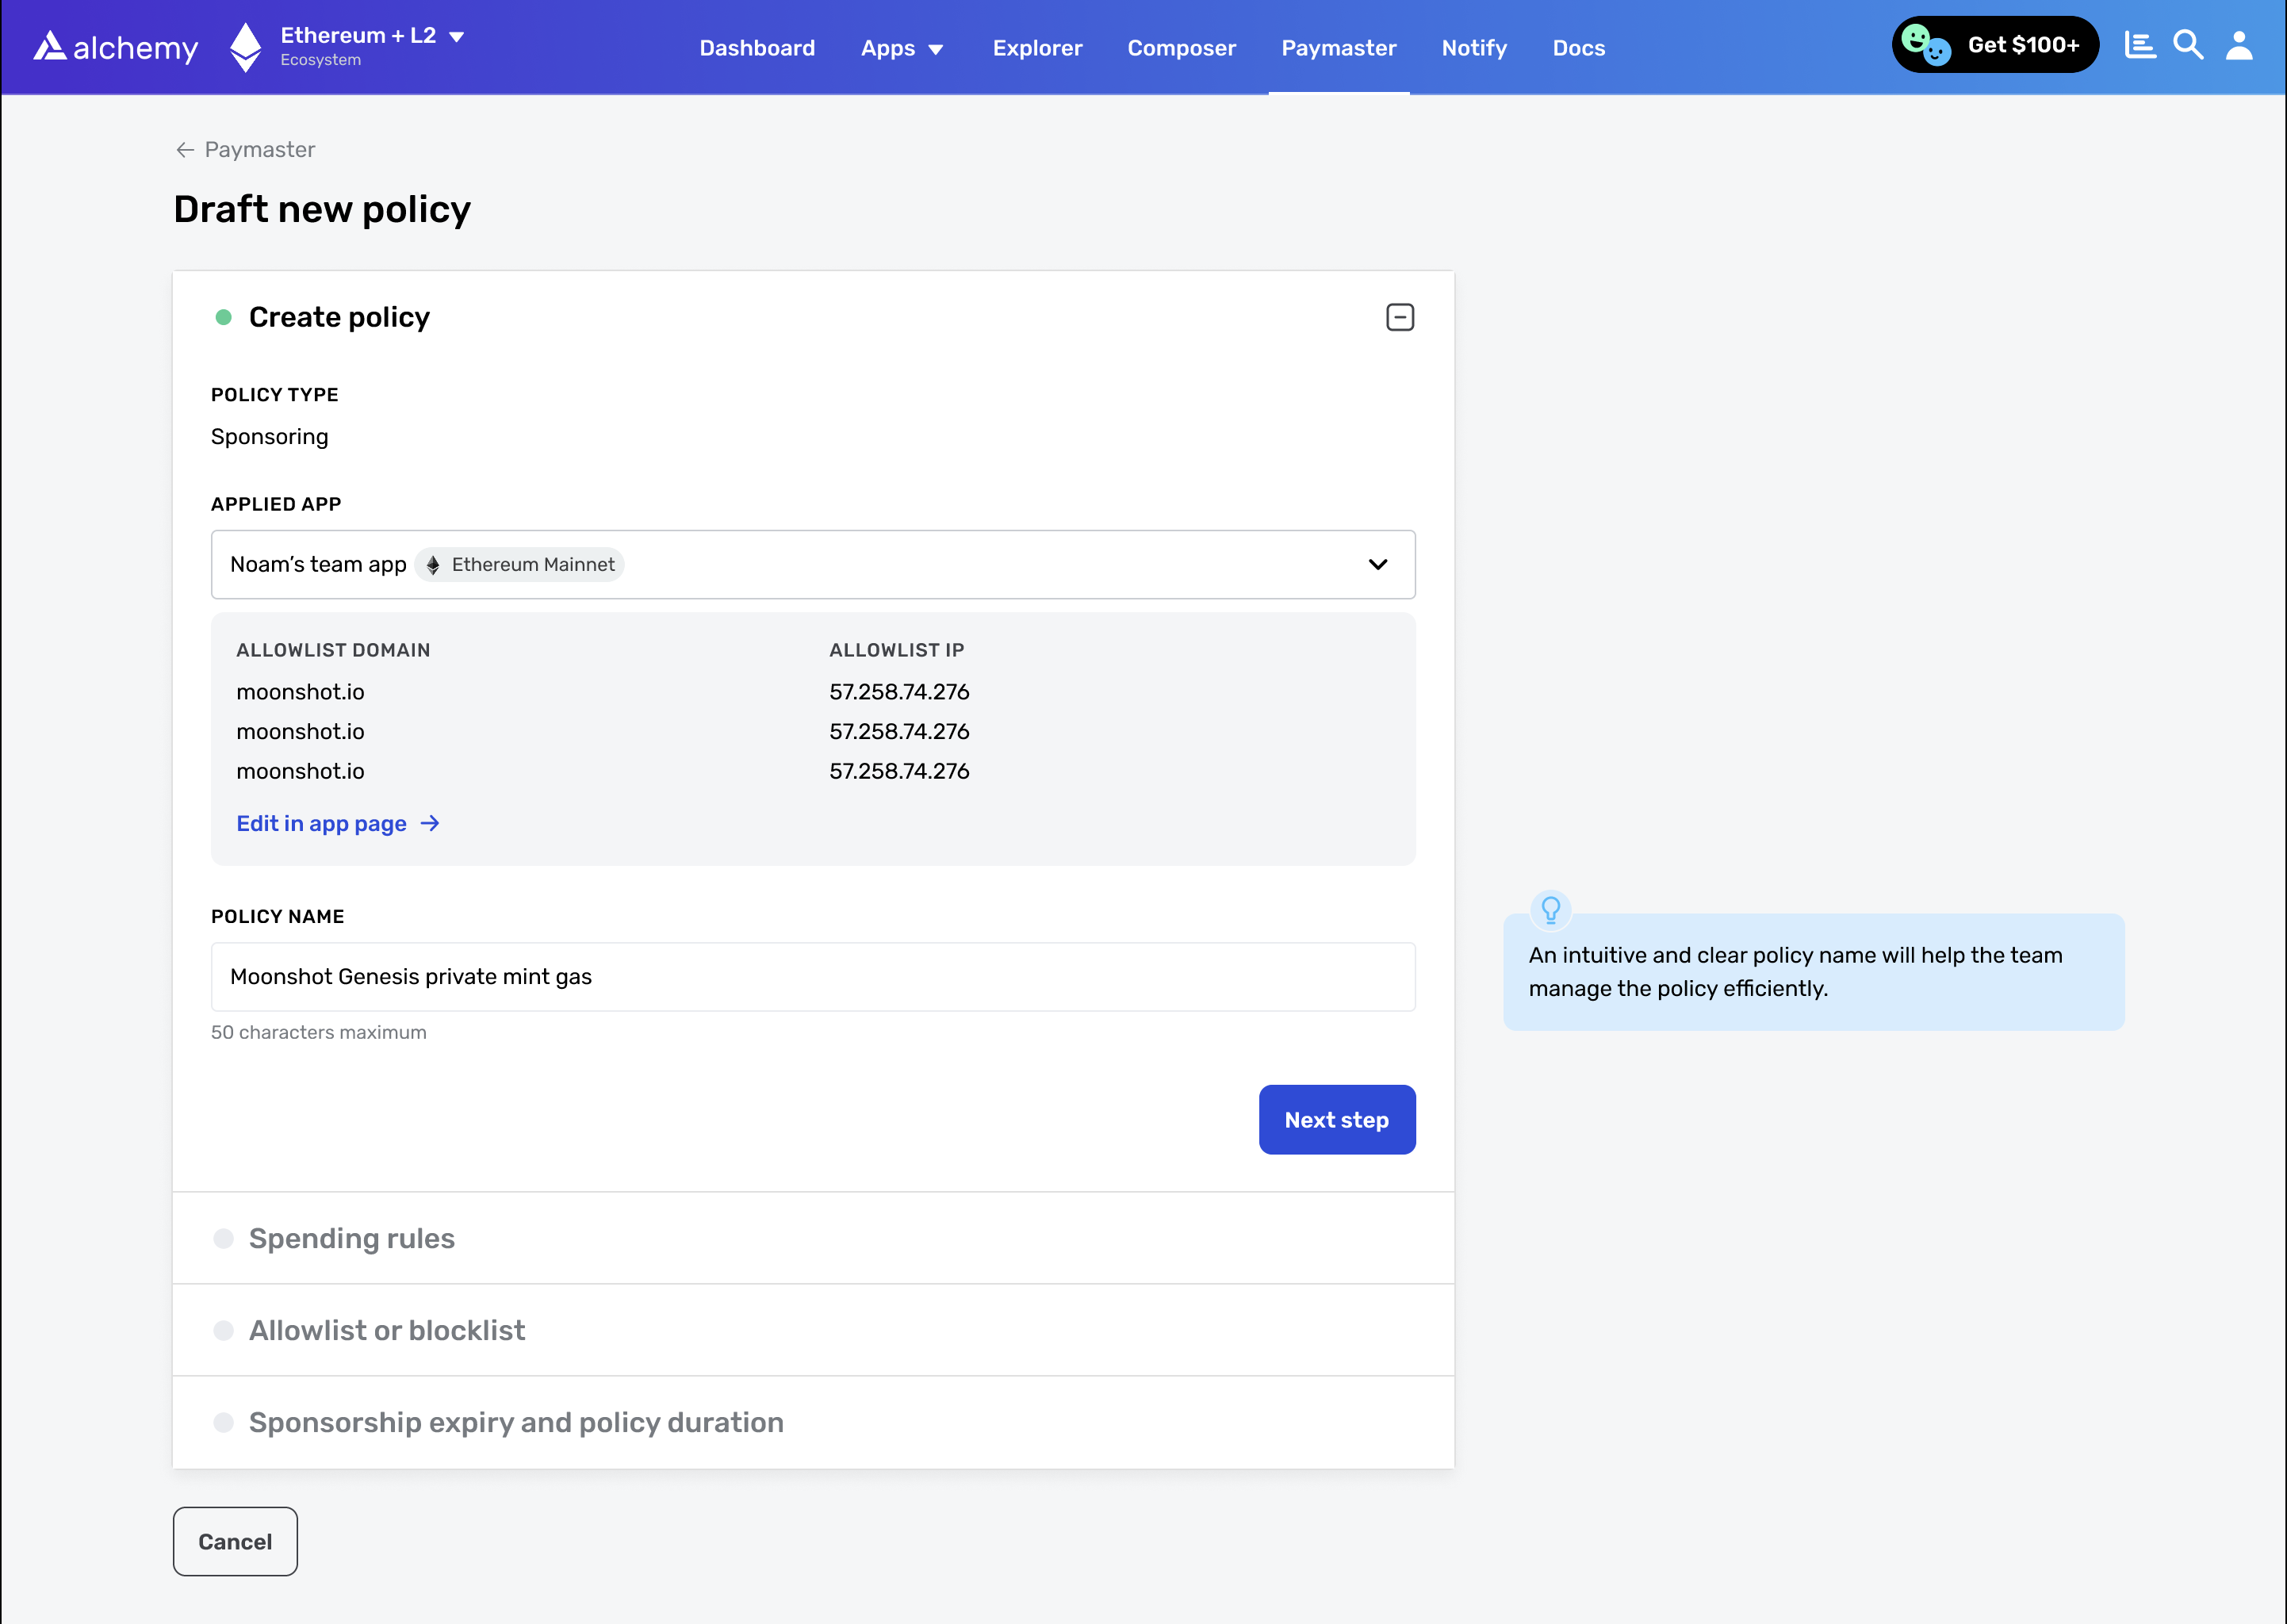 alchemy
Ethereum + L2
Ecosystem
Dashboard
Apps
Explorer
Composer
Paymaster
Notify
Docs
Get $100+
← Paymaster
Draft new policy
Create policy
POLICY TYPE
Sponsoring
APPLIED APP
Noam’s team app Ethereum Mainnet
ALLOWLIST DOMAIN
moonshot.io
moonshot.io
moonshot.io
ALLOWLIST IP
57.258.74.276
57.258.74.276
57.258.74.276
Edit in app page →
POLICY NAME
Moonshot Genesis private mint gas
50 characters maximum
An intuitive and clear policy name will help the team
manage the policy efficiently.
Next step
Spending rules
Allowlist or blocklist
Sponsorship expiry and policy duration
Cancel